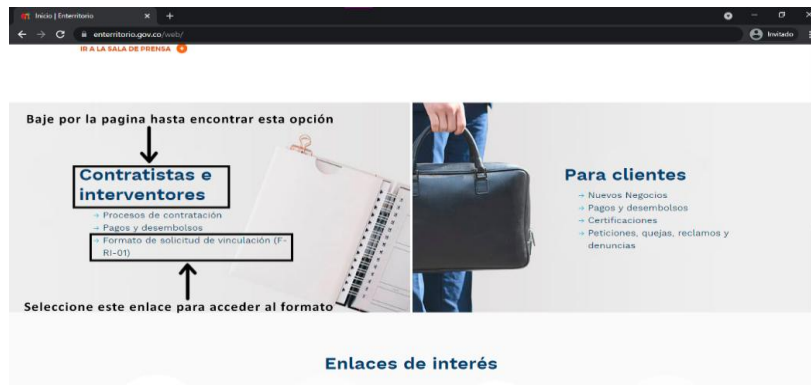 Inicio | Enterritorio
enterritorio.gov.co/web/
Invitado
IR A LA SALA DE PRENSA
Baje por la pagina hasta encontrar esta opción
Contratistas e
interventores
→ Procesos de contratación
→ Pagos y desembolsos
→ Formato de solicitud de vinculación (F-
RI-01)
Seleccione este enlace para acceder al formato
Para clientes
→ Nuevos Negocios
→ Pagos y desembolsos
→ Certificaciones
→ Peticiones, quejas, reclamos y
denuncias
Enlaces de interés